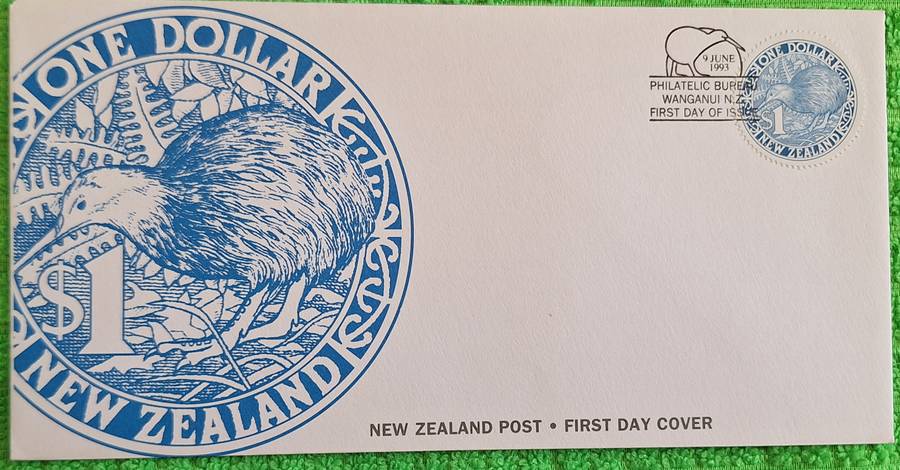 ONE DOLLAR
$1
NEW ZEALAND
9 JUNE
1993
PHILATELIC BUREAU
WANGANUI N.Z.
FIRST DAY OF ISSUE
ONE DOLLAR
$1
NEW ZEALAND
NEW ZEALAND POST • FIRST DAY COVER